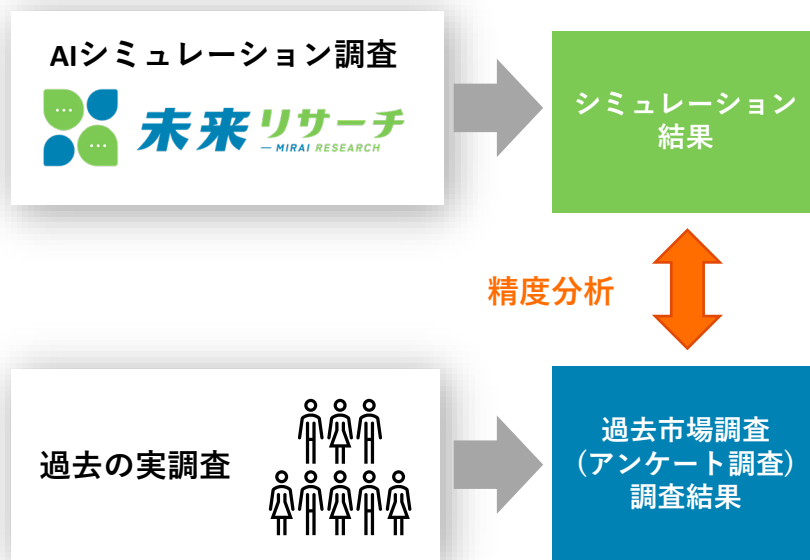 AIシミュレーション調査
未来リサーチ
— MIRAI RESEARCH
シミュレーション
結果
精度分析
過去の実調査
過去市場調査
(アンケート調査)
調査結果